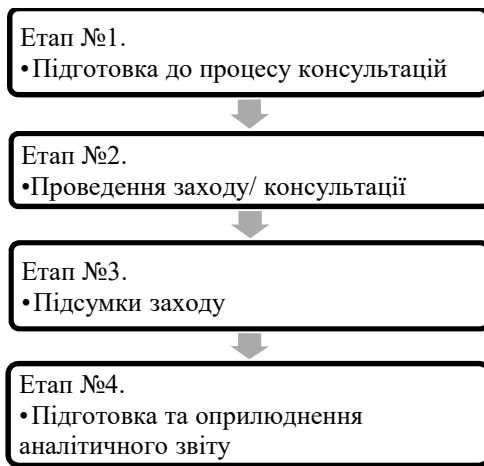 Етап №1.
•Підготовка до процесу консультацій
Етап №2.
•Проведення заходу/ консультації
Етап №3.
•Підсумки заходу
Етап №4.
•Підготовка та оприлюднення
аналітичного звіту